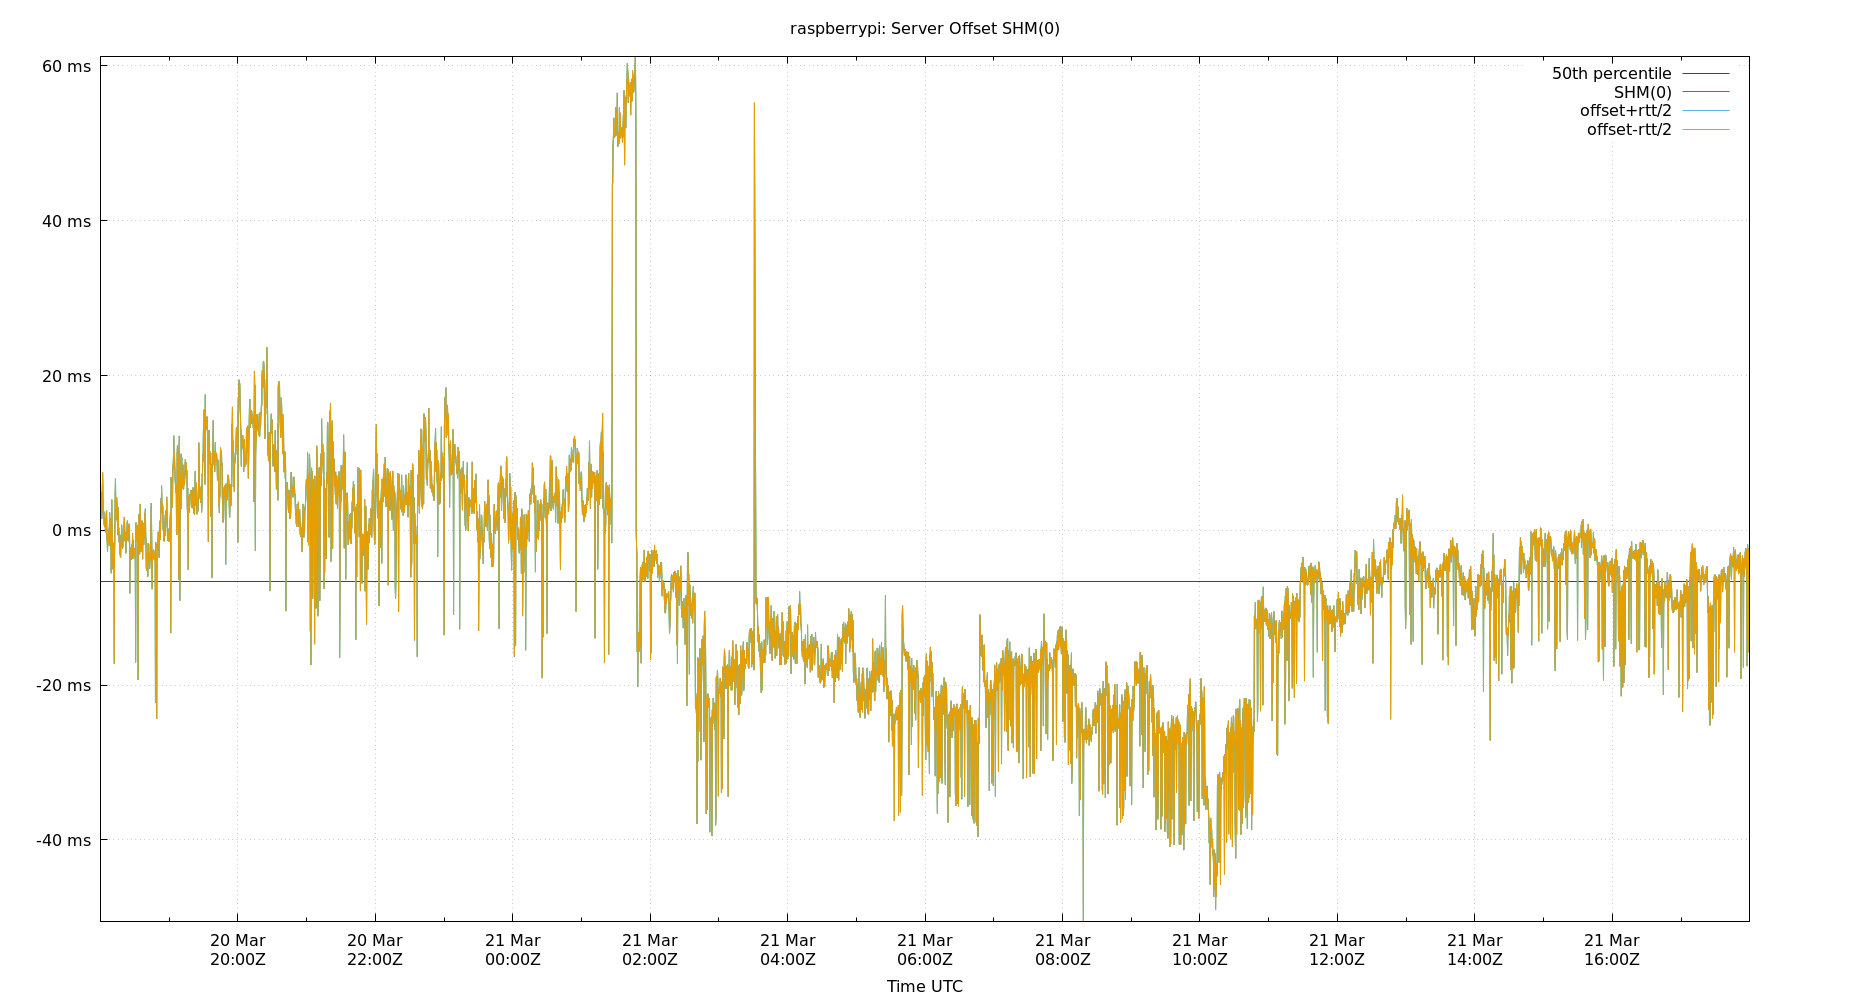 raspberrypi: Server Offset SHM(0)
60 ms
40 ms
20 ms
0 ms
-20 ms
-40 ms
50th percentile
SHM(0)
offset+rtt/2
offset-rtt/2
20 Mar 20 Mar 21 Mar 21 Mar 21 Mar 21 Mar 21 Mar 21 Mar 21 Mar 21 Mar 21 Mar
20:00Z 22:00Z 00:00Z 02:00Z 04:00Z 06:00Z 08:00Z 10:00Z 12:00Z 14:00Z 16:00Z
Time UTC